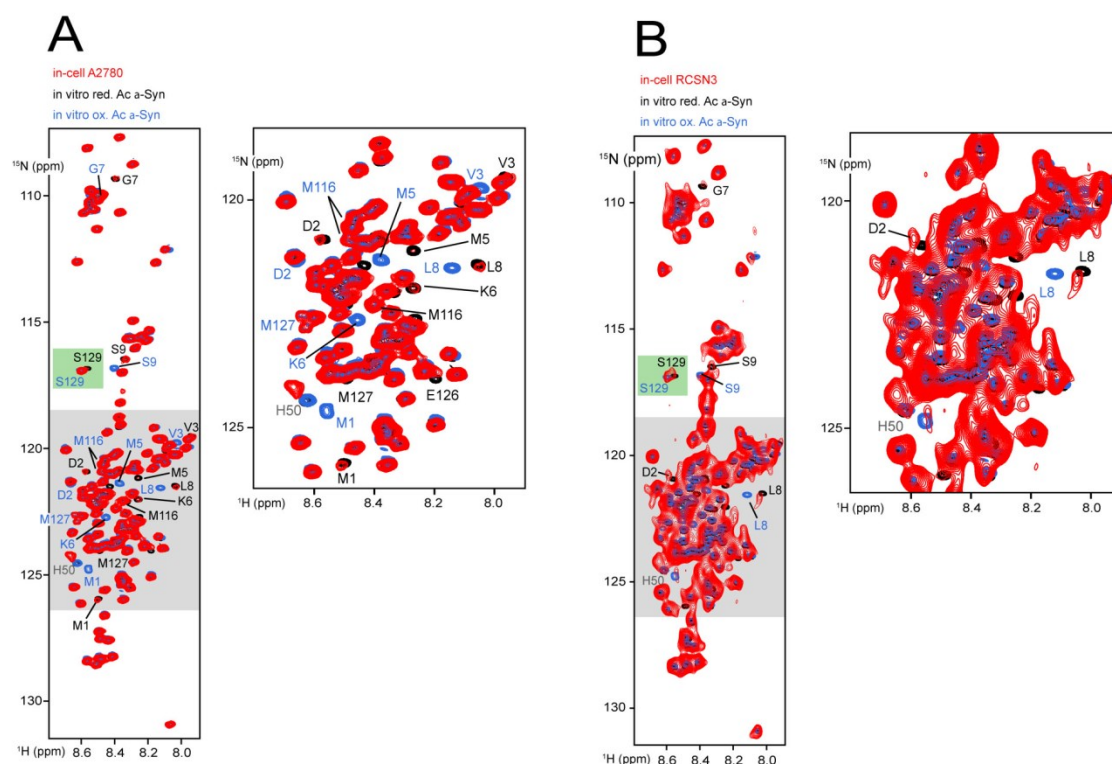 A
in-cell A2780
in vitro red. Ac a-Syn
in vitro ox. Ac a-Syn
¹⁵N (ppm)
G7
G7
110
115
S9
S129
S9
S129
120
V3
M116
M5
D2
M5
D2
L8
L8
K6
M127
M116
K6
H50
M127
M1
125
M1
130
¹H (ppm)
8.6 8.4 8.2 8.0
¹⁵N (ppm)
V3
120
V3
M116
M5
D2
M5
L8
L8
D2
K6
M116
M127
K6
M127
E126
H50
M1
125
M1
¹H (ppm)
8.6 8.4 8.2 8.0
B
in-cell RCSN3
in vitro red. Ac a-Syn
in vitro ox. Ac a-Syn
¹⁵N (ppm)
G7
110
115
S129
S9
S129
S9
120
D2
L8
L8
H50
125
130
¹H (ppm)
8.6 8.4 8.2 8.0
¹⁵N (ppm)
120
D2
L8
L8
H50
125
¹H (ppm)
8.6 8.4 8.2 8.0